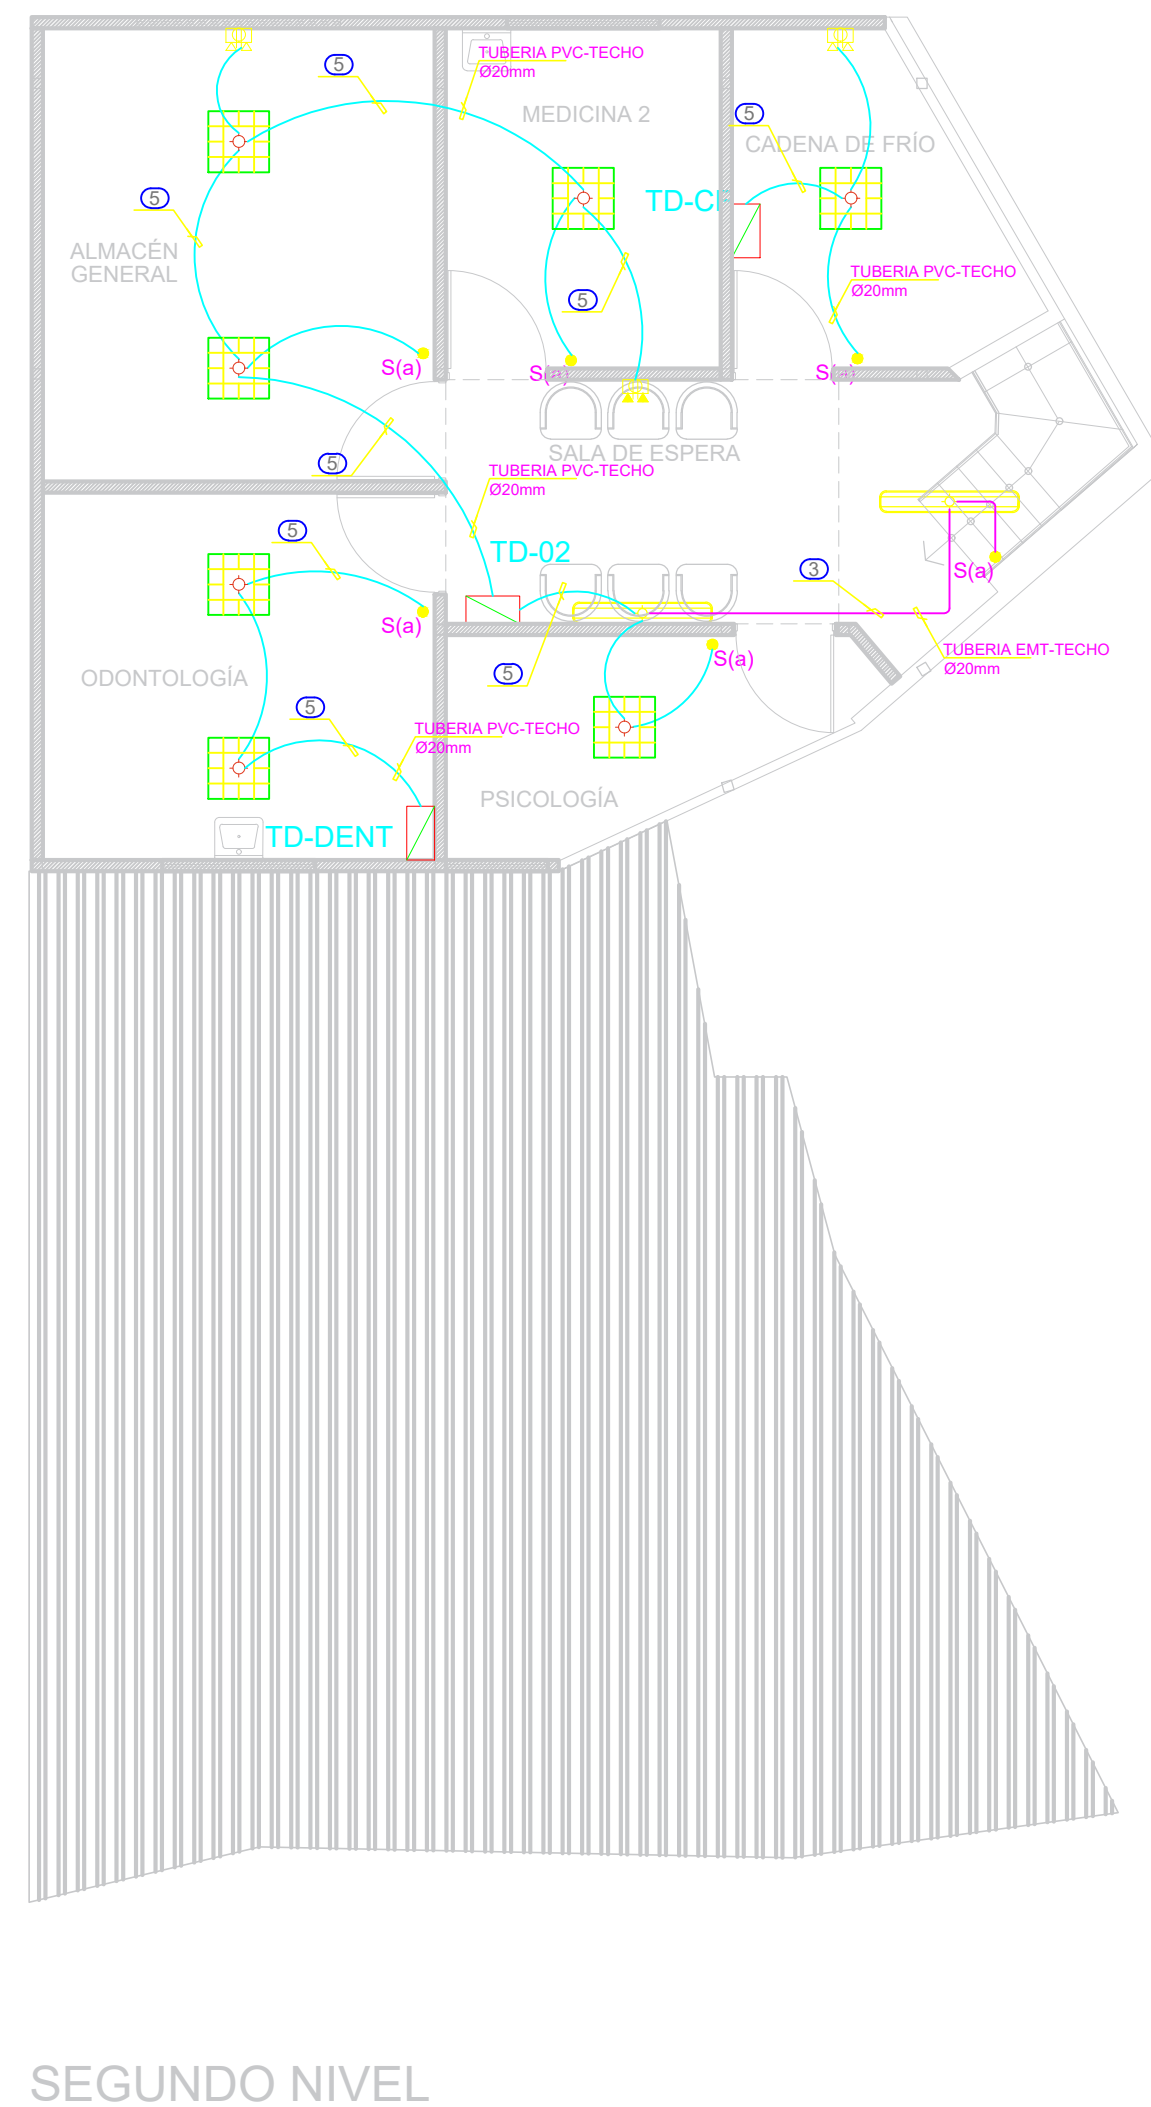 TUBERIA PVC-TECHO
Ø20mm
5
MEDICINA 2
5
CADENA DE FRÍO
5
ALMACÉN
GENERAL
TUBERIA PVC-TECHO
Ø20mm
5
S(a)
S(a)
S(a)
SALA DE ESPERA
5
TUBERIA PVC-TECHO
Ø20mm
5
TD-02
3
S(a)
S(a)
TUBERIA EMT-TECHO
Ø20mm
S(a)
5
ODONTOLOGÍA
5
TUBERIA PVC-TECHO
Ø20mm
PSICOLOGÍA
TD-DENT
SEGUNDO NIVEL